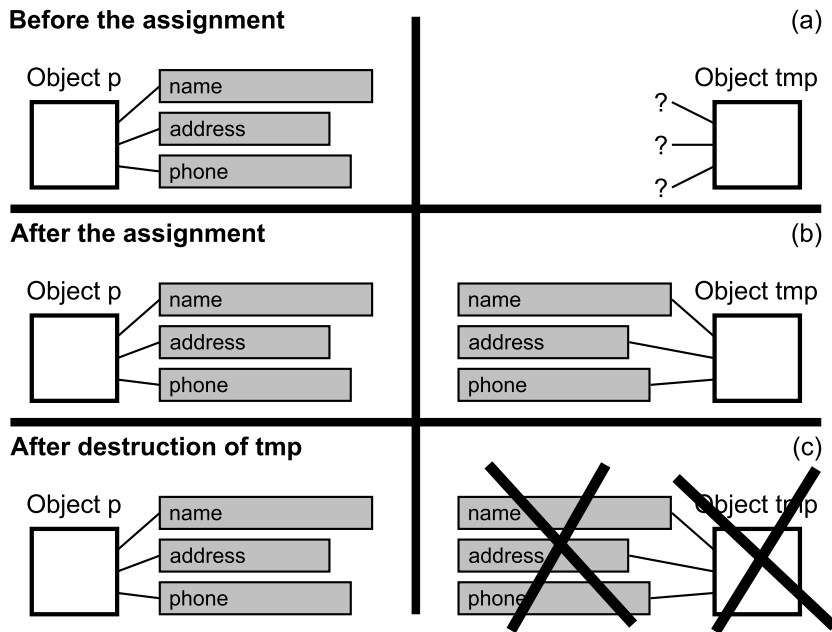 Before the assignment (a)
Object p
name
address
phone
Object tmp
?
?
?
After the assignment (b)
Object p
name
address
phone
name
address
phone
Object tmp
After destruction of tmp (c)
Object p
name
address
phone
name
address
phone
Object tmp